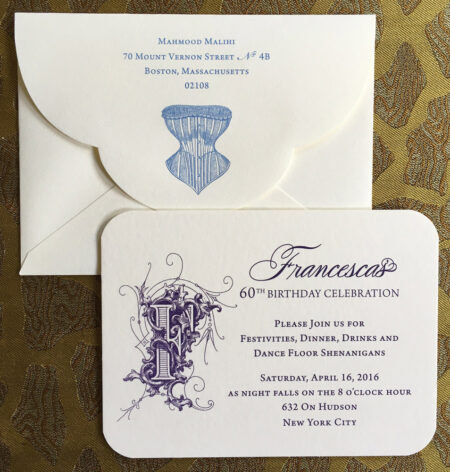 Mahmood Malihi
70 Mount Vernon Street No 4B
Boston, Massachusetts
02108
Francescas
60TH BIRTHDAY CELEBRATION
F
Please Join us for
Festivities, Dinner, Drinks and
Dance Floor Shenanigans
Saturday, April 16, 2016
as night falls on the 8 o'clock hour
632 On Hudson
New York City